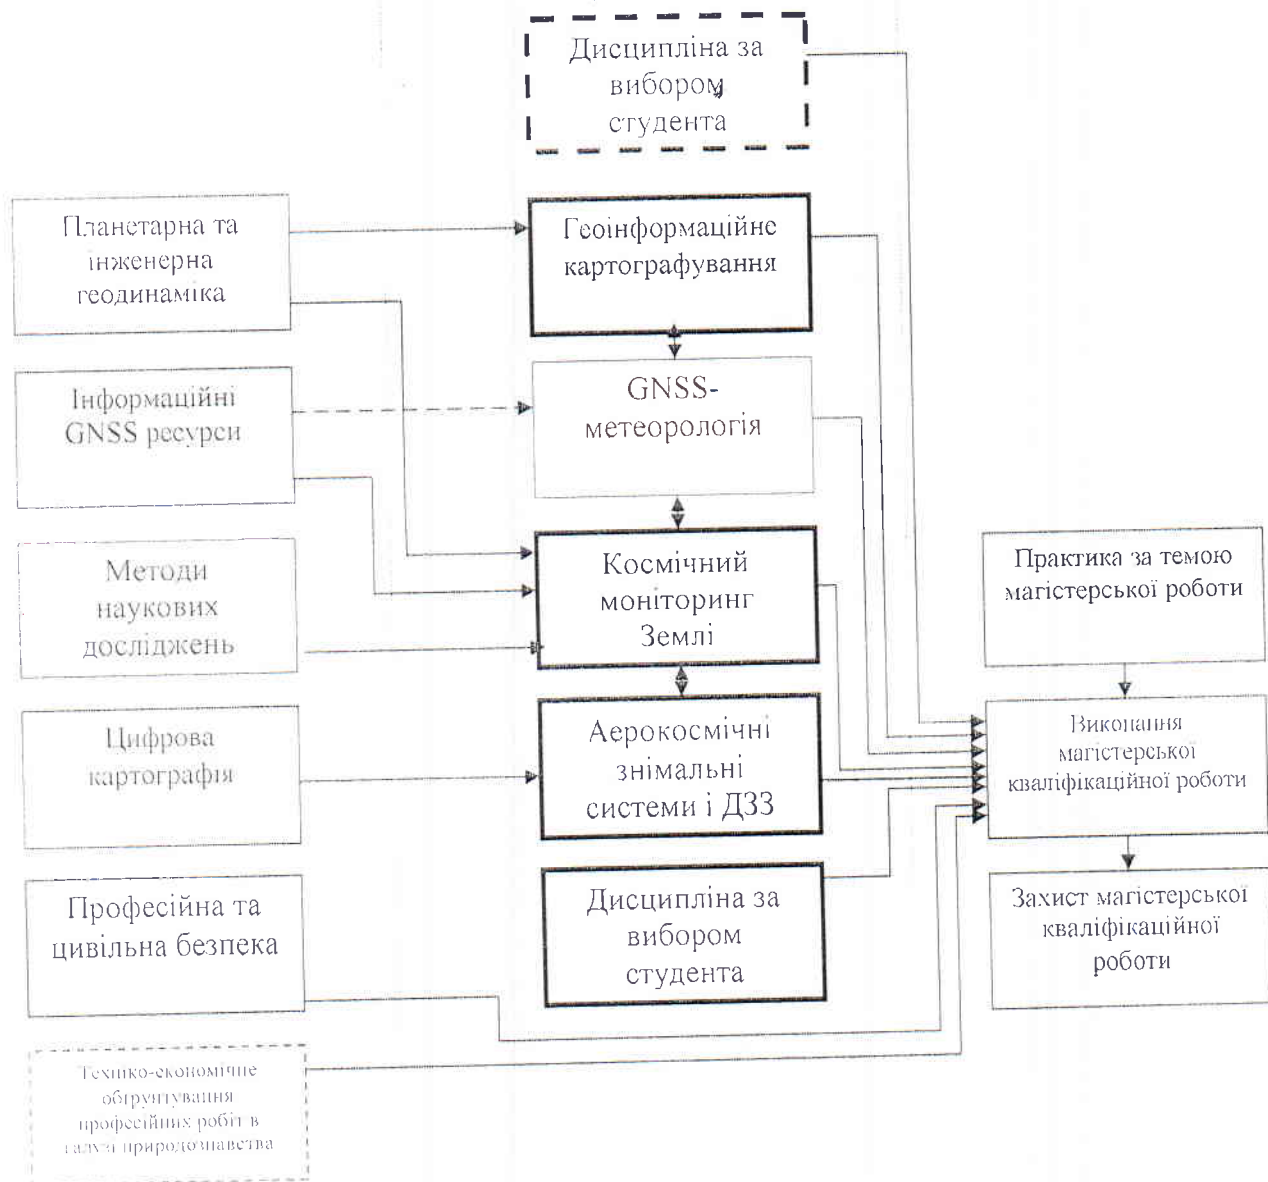 Дисципліна за
вибором
студента
Планетарна та
інженерна
геодинаміка
Геоінформаційне
картографування
Інформаційні
GNSS ресурси
GNSS-
метеорологія
Методи
наукових
досліджень
Космічний
моніторинг
Землі
Практика за темою
магістерської роботи
Цифрова
картографія
Аерокосмічні
знімальні
системи і ДЗЗ
Виконання
магістерської
кваліфікаційної роботи
Професійна та
цивільна безпека
Дисципліна за
вибором
студента
Захист магістерської
кваліфікаційної
роботи
Техніко-економічне
обґрунтування
професійних робіт в
галузі природознавства